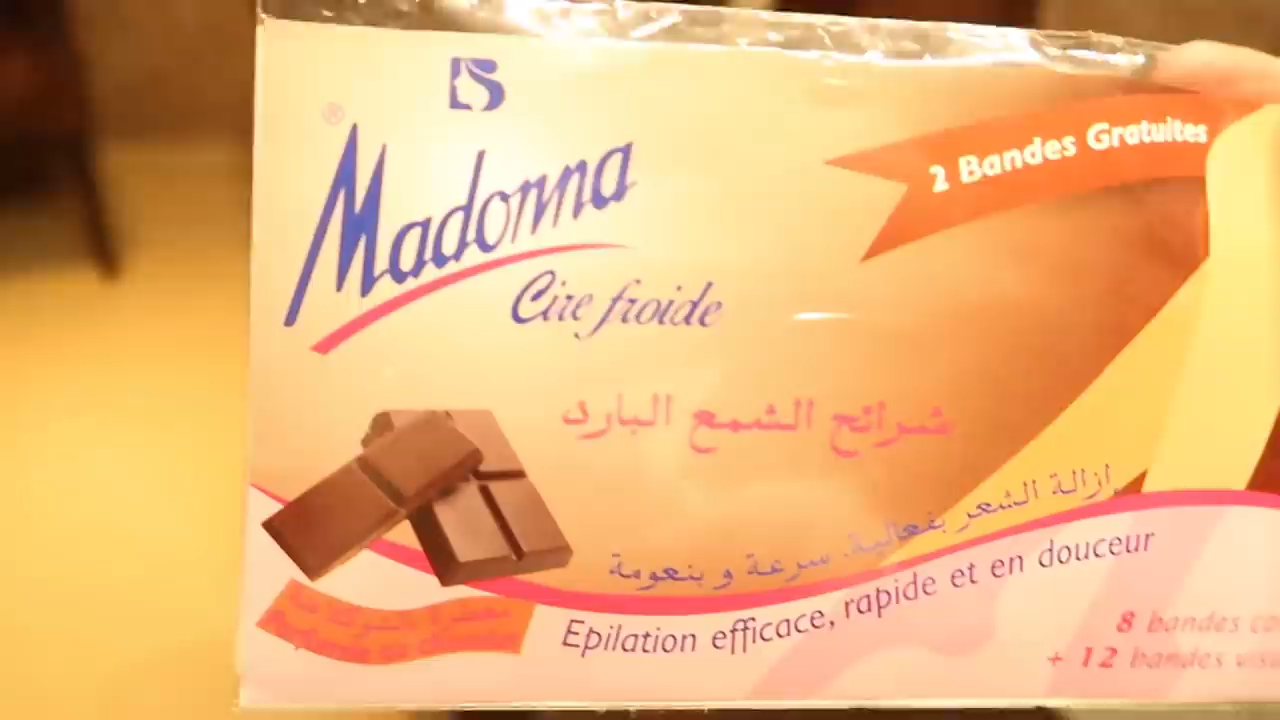 Madonna
®
2 Bandes Gratuites
Cire froide
شرائح الشمع البارد
ازالة الشعر بفعالية. سرعة و بنعومة
Epilation efficace, rapide et en douceur
8 bandes
+ 12 bandes